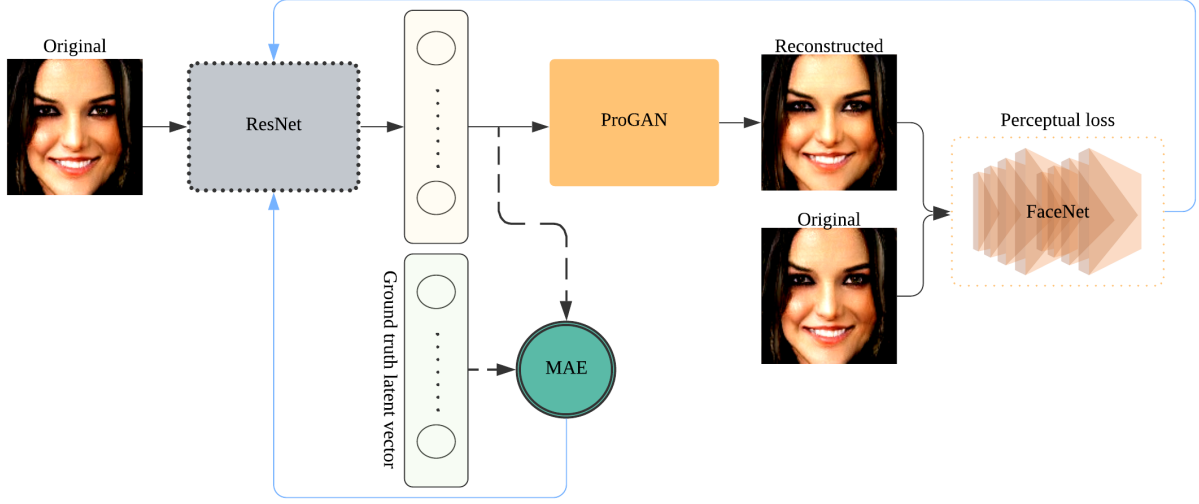 Original
ResNet
ProGAN
Reconstructed
Perceptual loss
FaceNet
Original
Ground truth latent vector
MAE